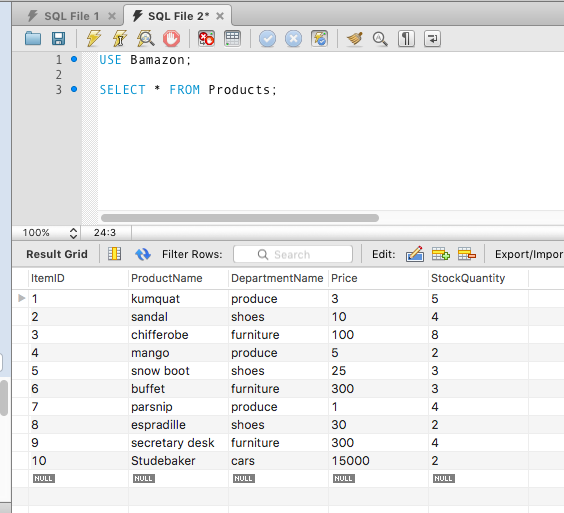 SQL File 1 SQL File 2*
1 USE Bamazon;
2
3 SELECT * FROM Products;
100% 24:3
Result Grid Filter Rows: Search Edit: Export/Impor
ItemID ProductName DepartmentName Price StockQuantity
1 kumquat produce 3 5
2 sandal shoes 10 4
3 chifferobe furniture 100 8
4 mango produce 5 2
5 snow boot shoes 25 3
6 buffet furniture 300 3
7 parsnip produce 1 4
8 espradille shoes 30 2
9 secretary desk furniture 300 4
10 Studebaker cars 15000 2
NULL NULL NULL NULL NULL